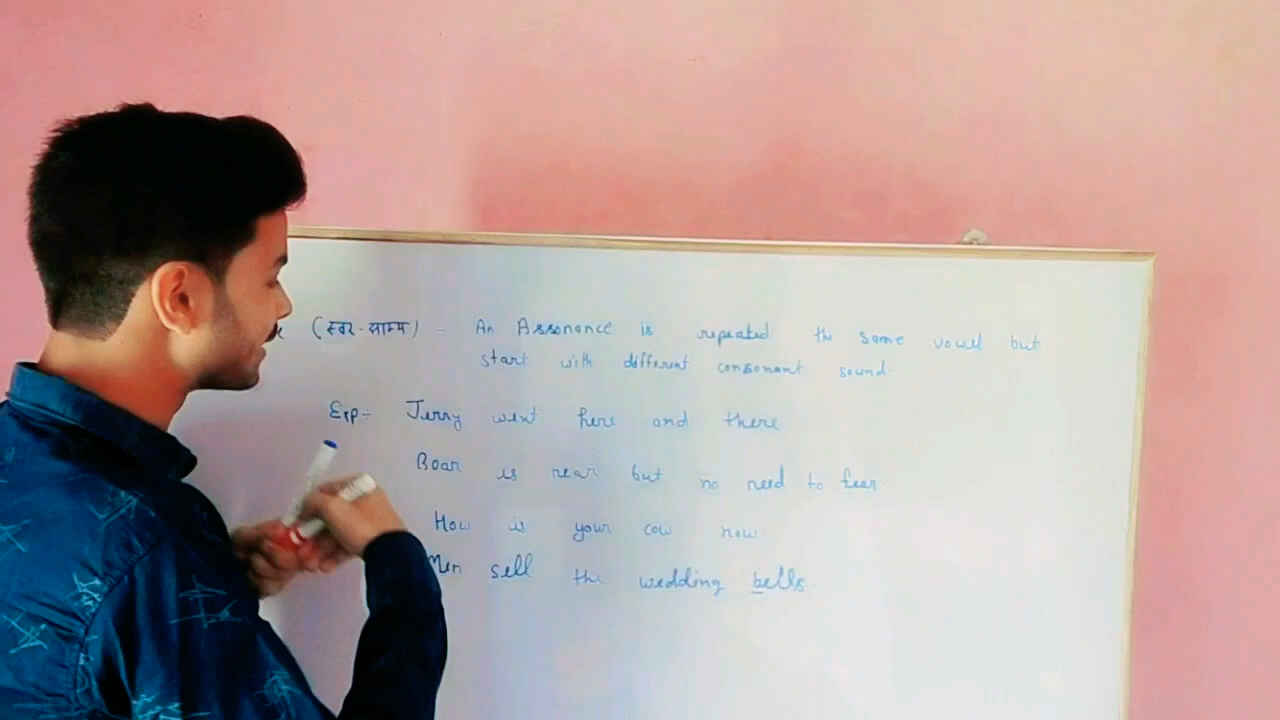 (स्वर-साम्य) :- An Assonance is repeated the same vowel but
start with different consonant sound.
Exp:- Jerry went here and there
Boar is near but no need to fear.
How is your cow now.
Men sell the wedding bells.